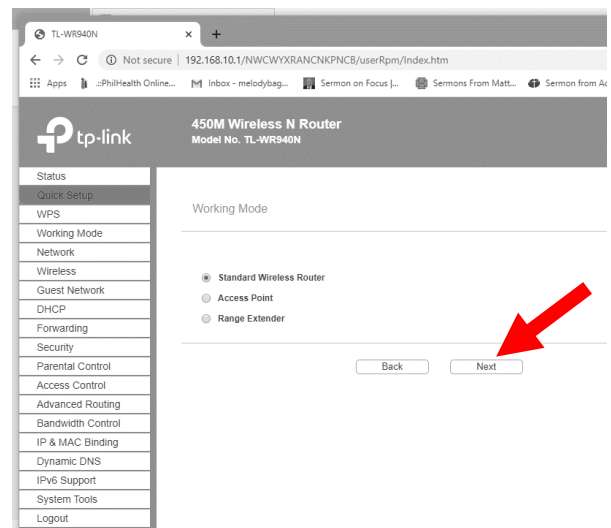 TL-WR940N
Not secure | 192.168.10.1/NWCWYXRANCNKPNCB/userRpm/Index.htm
Apps .::PhilHealth Online... Inbox - melodybag... Sermon on Focus |... Sermons From Matt... Sermon from Ac
tp-link
450M Wireless N Router
Model No. TL-WR940N
Status
Quick Setup
WPS
Working Mode
Network
Wireless
Guest Network
DHCP
Forwarding
Security
Parental Control
Access Control
Advanced Routing
Bandwidth Control
IP & MAC Binding
Dynamic DNS
IPv6 Support
System Tools
Logout
Working Mode
Standard Wireless Router
Access Point
Range Extender
Back Next